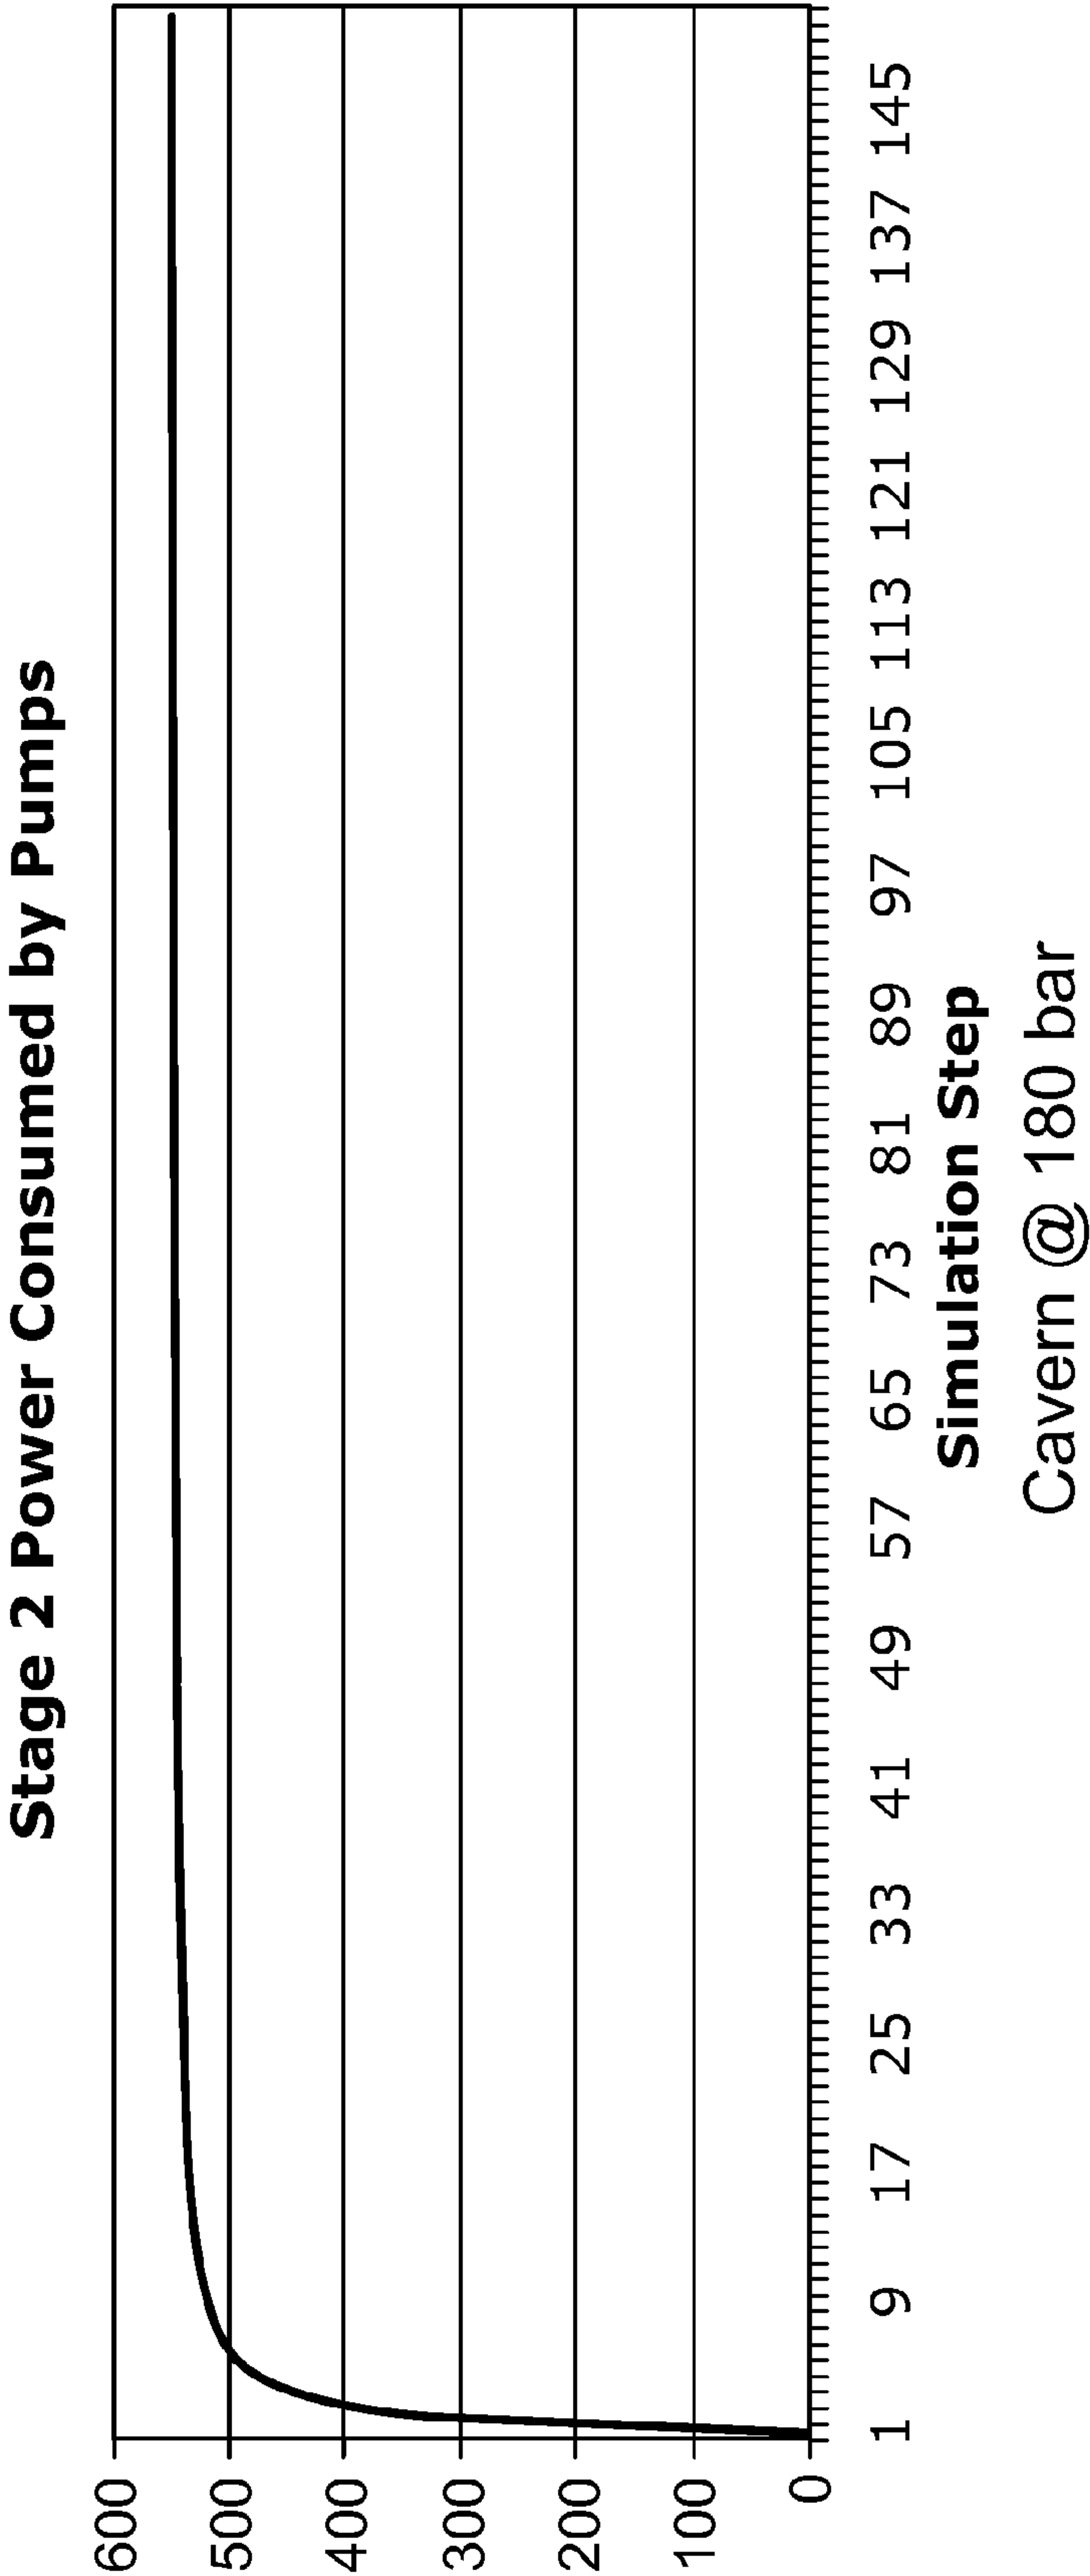 Stage 2 Power Consumed by Pumps
600
500
400
300
200
100
0
1 9 17 25 33 41 49 57 65 73 81 89 97 105 113 121 129 137 145
Simulation Step
Cavern @ 180 bar